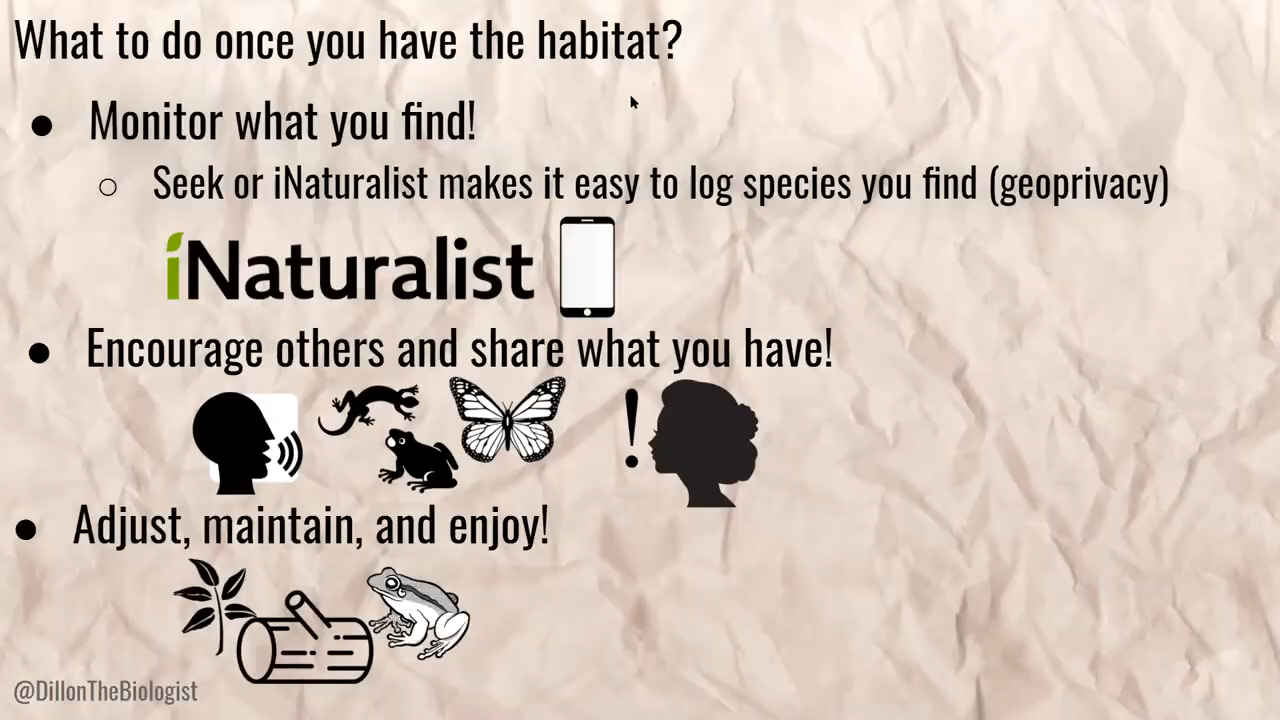 What to do once you have the habitat?
● Monitor what you find!
○ Seek or iNaturalist makes it easy to log species you find (geoprivacy)
iNaturalist
● Encourage others and share what you have!
!
● Adjust, maintain, and enjoy!
@DillonTheBiologist